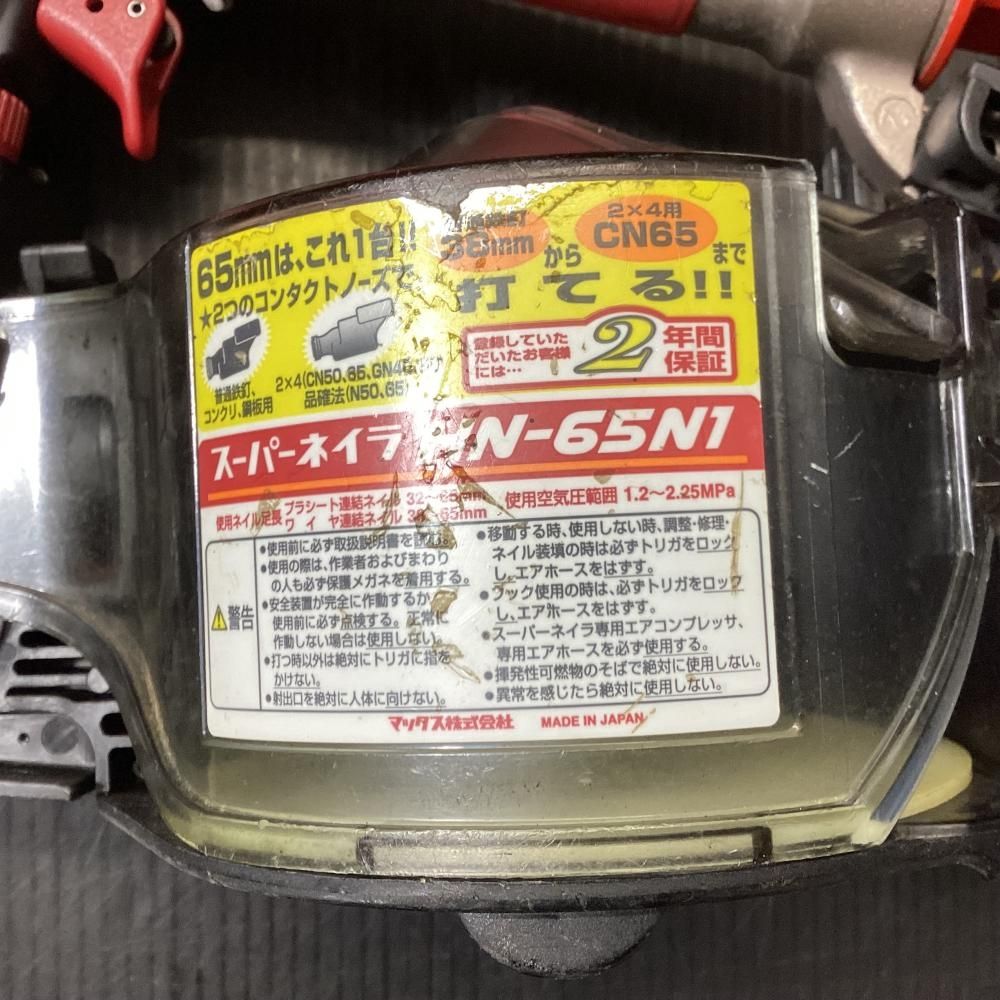 65mmは、これ1台!!
★2つのコンタクトノーズで
38mm
から
2×4用
CN65
まで
打てる!!
普通鉄釘、
コンクリ、鋼板用
2×4(CN50、65、GN4
品確法(N50、65)
登録していた
だいたお客様
には…
2年間
保証
スーパーネイラ
N-65N1
使用ネイル足長
プラシート連結ネイル 32~65mm
ワイヤ連結ネイル 38~65mm
使用空気圧範囲 1.2~2.25MPa
警告
●使用前に必ず取扱説明書を
●使用の際は、作業者およびまわり
の人も必ず保護メガネを着用する。
●安全装置が完全に作動するか
使用前に必ず点検する。正常に
作動しない場合は使用しない。
●打つ時以外は絶対にトリガに指を
かけない。
●射出口を絶対に人体に向けない。
●移動する時、使用しない時、調整・修理・
ネイル装填の時は必ずトリガをロック
し、エアホースをはずす。
●フック使用の時は、必ずトリガをロック
し、エアホースをはずす。
●スーパーネイラ専用エアコンプレッサ、
専用エアホースを必ず使用する。
●揮発性可燃物のそばで絶対に使用しない。
●異常を感じたら絶対に使用しない。
マックス株式会社 MADE IN JAPAN